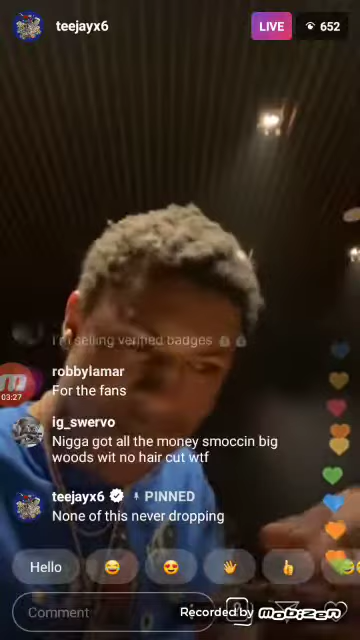 teejayx6
LIVE
652
I'm selling verified badges
robbylamar
For the fans
03:27
ig_swervo
Nigga got all the money smoccin big
woods wit no hair cut wtf
teejayx6 PINNED
None of this never dropping
Hello
Comment
Recorded by mobizen